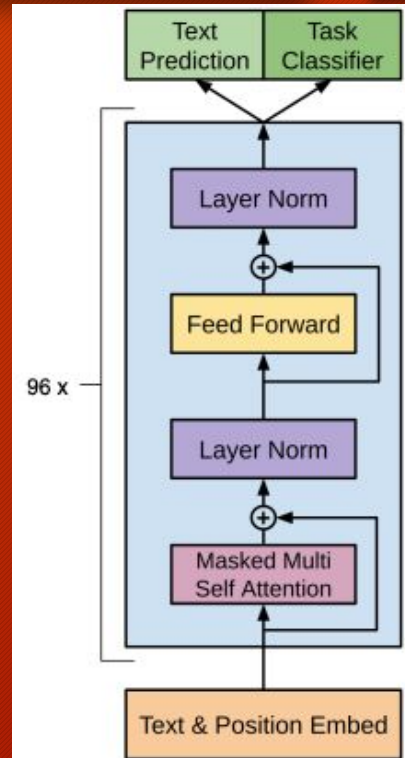 Text
Prediction
Task
Classifier
Layer Norm
Feed Forward
96 x
Layer Norm
Masked Multi
Self Attention
Text & Position Embed